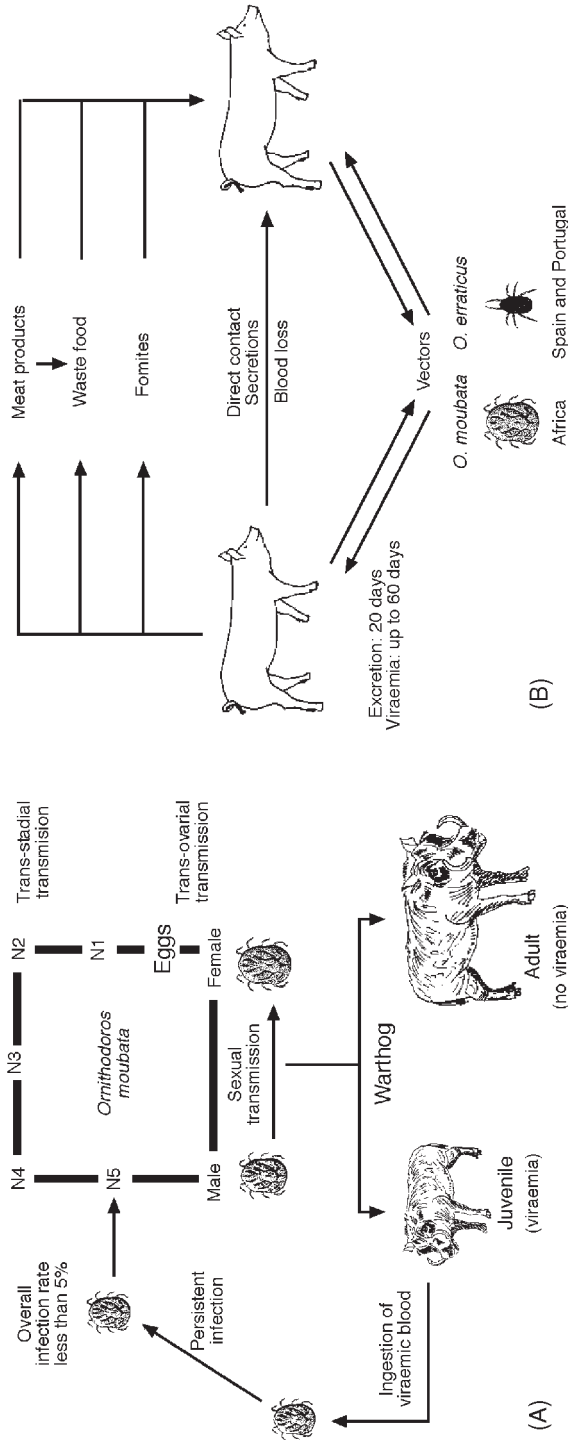 Overall
infection rate
less than 5%
N4
N3
N2
Trans-stadial
transmision
N5
Ornithodoros
moubata
N1
Eggs
Trans-ovarial
transmission
Male
Female
Persistent
infection
Sexual
transmission
Warthog
Ingestion of
viraemic blood
Juvenile
(viraemia)
Adult
(no viraemia)
(A)
Meat products
Waste food
Fomites
Direct contact
Secretions
Blood loss
Excretion: 20 days
Viraemia: up to 60 days
Vectors
O. moubata
O. erraticus
Africa
Spain and Portugal
(B)